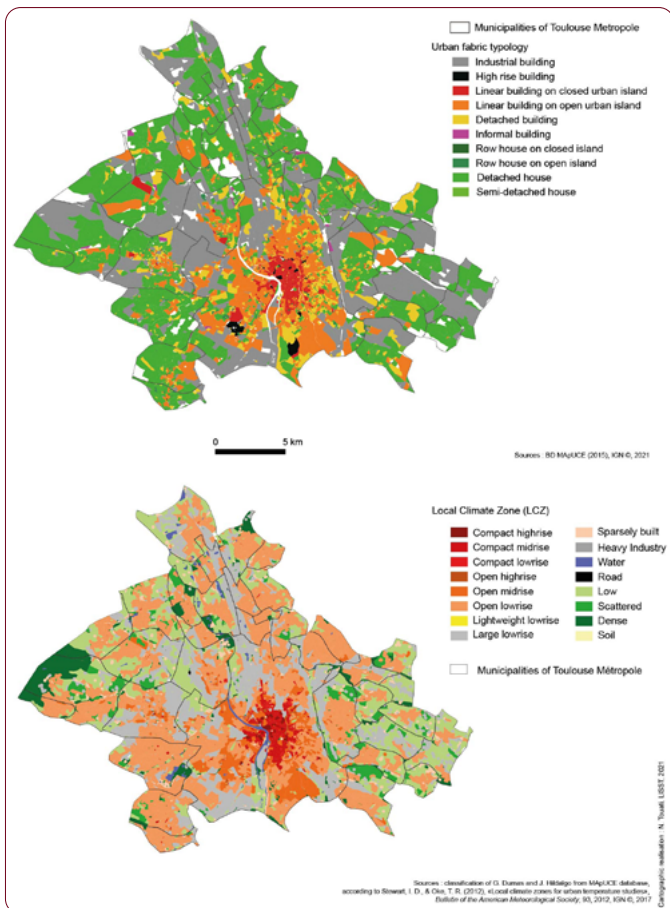 Municipalities of Toulouse Metropole
Urban fabric typology
Industrial building
High rise building
Linear building on closed urban island
Linear building on open urban island
Detached building
Informal building
Row house on closed island
Row house on open island
Detached house
Semi-detached house
0 5 km
Sources : BD MApUCE (2015), IGN ©, 2021
Local Climate Zone (LCZ)
Compact highrise
Compact midrise
Compact lowrise
Open highrise
Open midrise
Open lowrise
Lightweight lowrise
Large lowrise
Sparsely built
Heavy Industry
Water
Road
Low
Scattered
Dense
Soil
Municipalities of Toulouse Métropole
Cartographic realisation : N. Touati, LISST, 2021
Sources : classification of G. Dumas and J. Hidalgo from MApUCE database,
according to Stewart, I. D., & Oke, T. R. (2012), «Local climate zones for urban temperature studies»,
Bulletin of the American Meteorological Society, 93, 2012, IGN ©, 2017